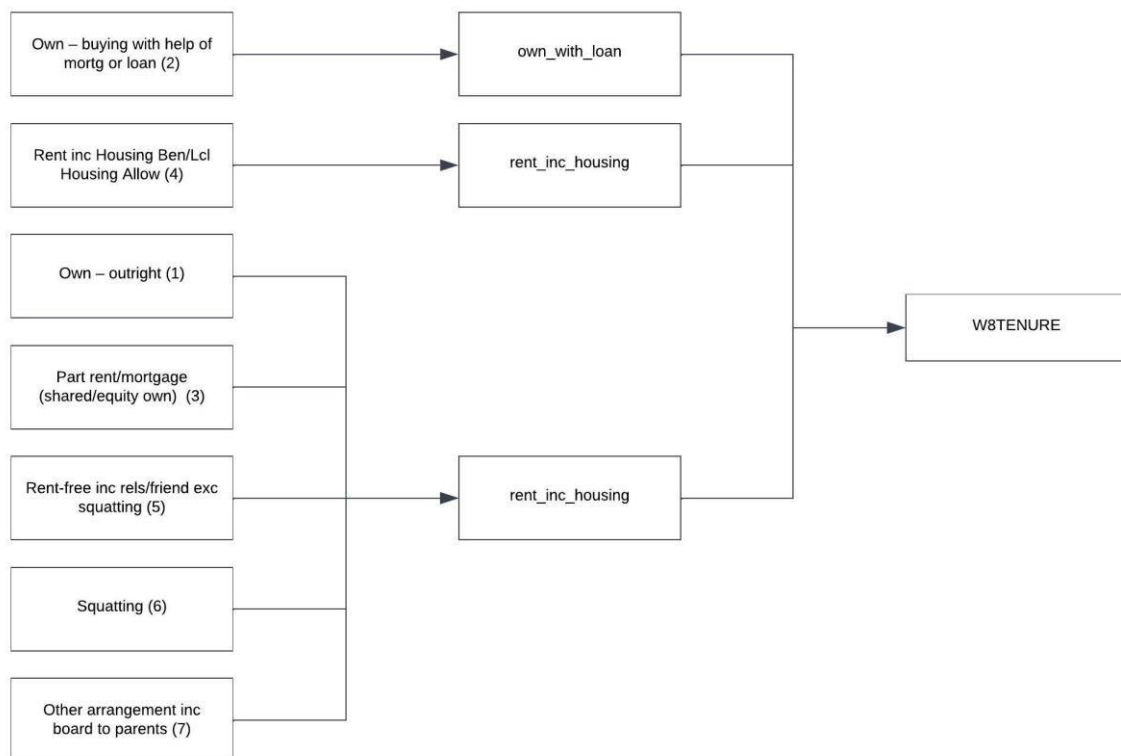 Own – buying with help of
mortg or loan (2)
own_with_loan
Rent inc Housing Ben/Lcl
Housing Allow (4)
rent_inc_housing
Own – outright (1)
W8TENURE
Part rent/mortgage
(shared/equity own)  (3)
Rent-free inc rels/friend exc
squatting (5)
rent_inc_housing
Squatting (6)
Other arrangement inc
board to parents (7)